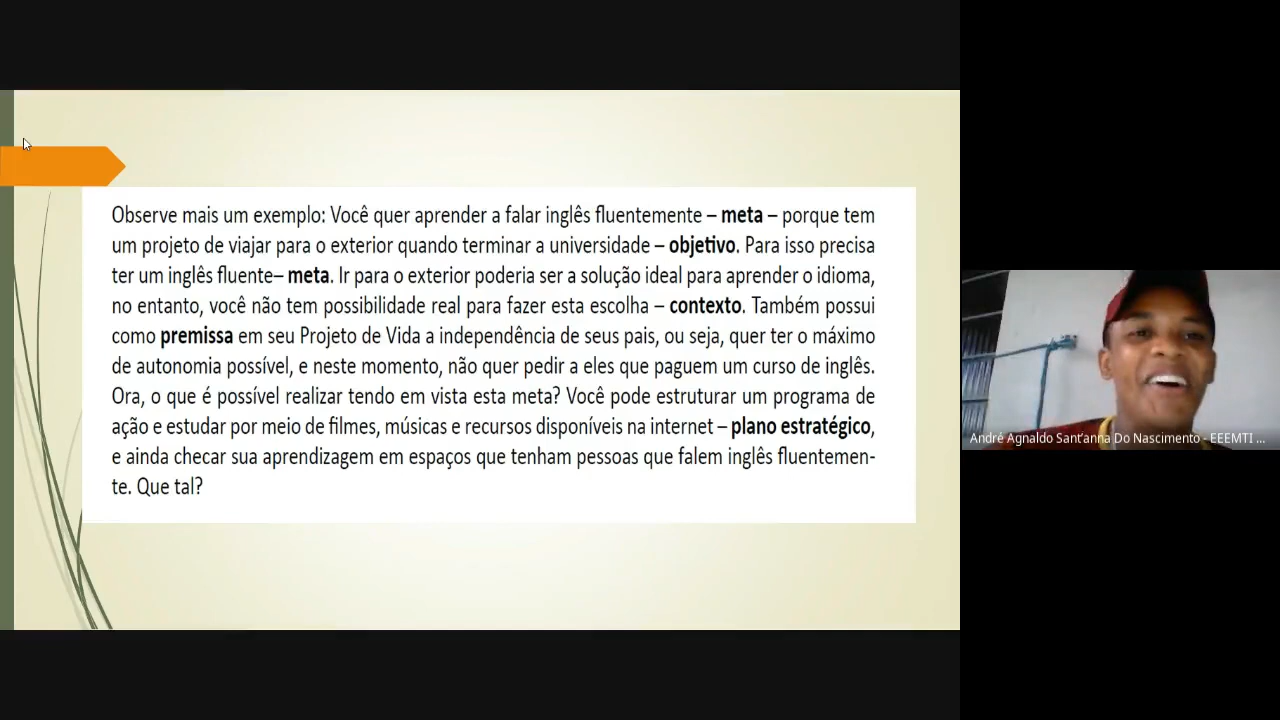 Observe mais um exemplo: Você quer aprender a falar inglês fluentemente – meta – porque tem
um projeto de viajar para o exterior quando terminar a universidade – objetivo. Para isso precisa
ter um inglês fluente– meta. Ir para o exterior poderia ser a solução ideal para aprender o idioma,
no entanto, você não tem possibilidade real para fazer esta escolha – contexto. Também possui
como premissa em seu Projeto de Vida a independência de seus pais, ou seja, quer ter o máximo
de autonomia possível, e neste momento, não quer pedir a eles que paguem um curso de inglês.
Ora, o que é possível realizar tendo em vista esta meta? Você pode estruturar um programa de
ação e estudar por meio de filmes, músicas e recursos disponíveis na internet – plano estratégico,
e ainda checar sua aprendizagem em espaços que tenham pessoas que falem inglês fluentemen-
te. Que tal?
André Agnaldo Sant'anna Do Nascimento - EEEMTI ...